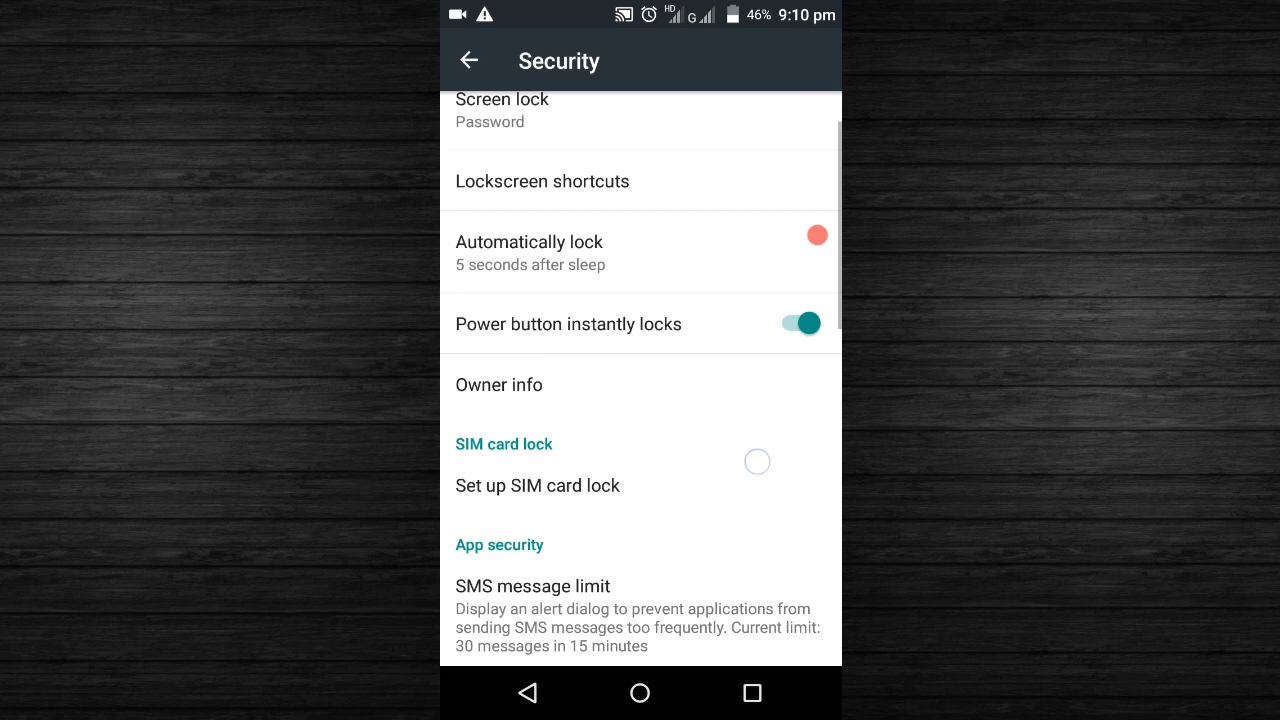 HD G 46% 9:10 pm
Security
Screen lock
Password
Lockscreen shortcuts
Automatically lock
5 seconds after sleep
Power button instantly locks
Owner info
SIM card lock
Set up SIM card lock
App security
SMS message limit
Display an alert dialog to prevent applications from
sending SMS messages too frequently. Current limit:
30 messages in 15 minutes